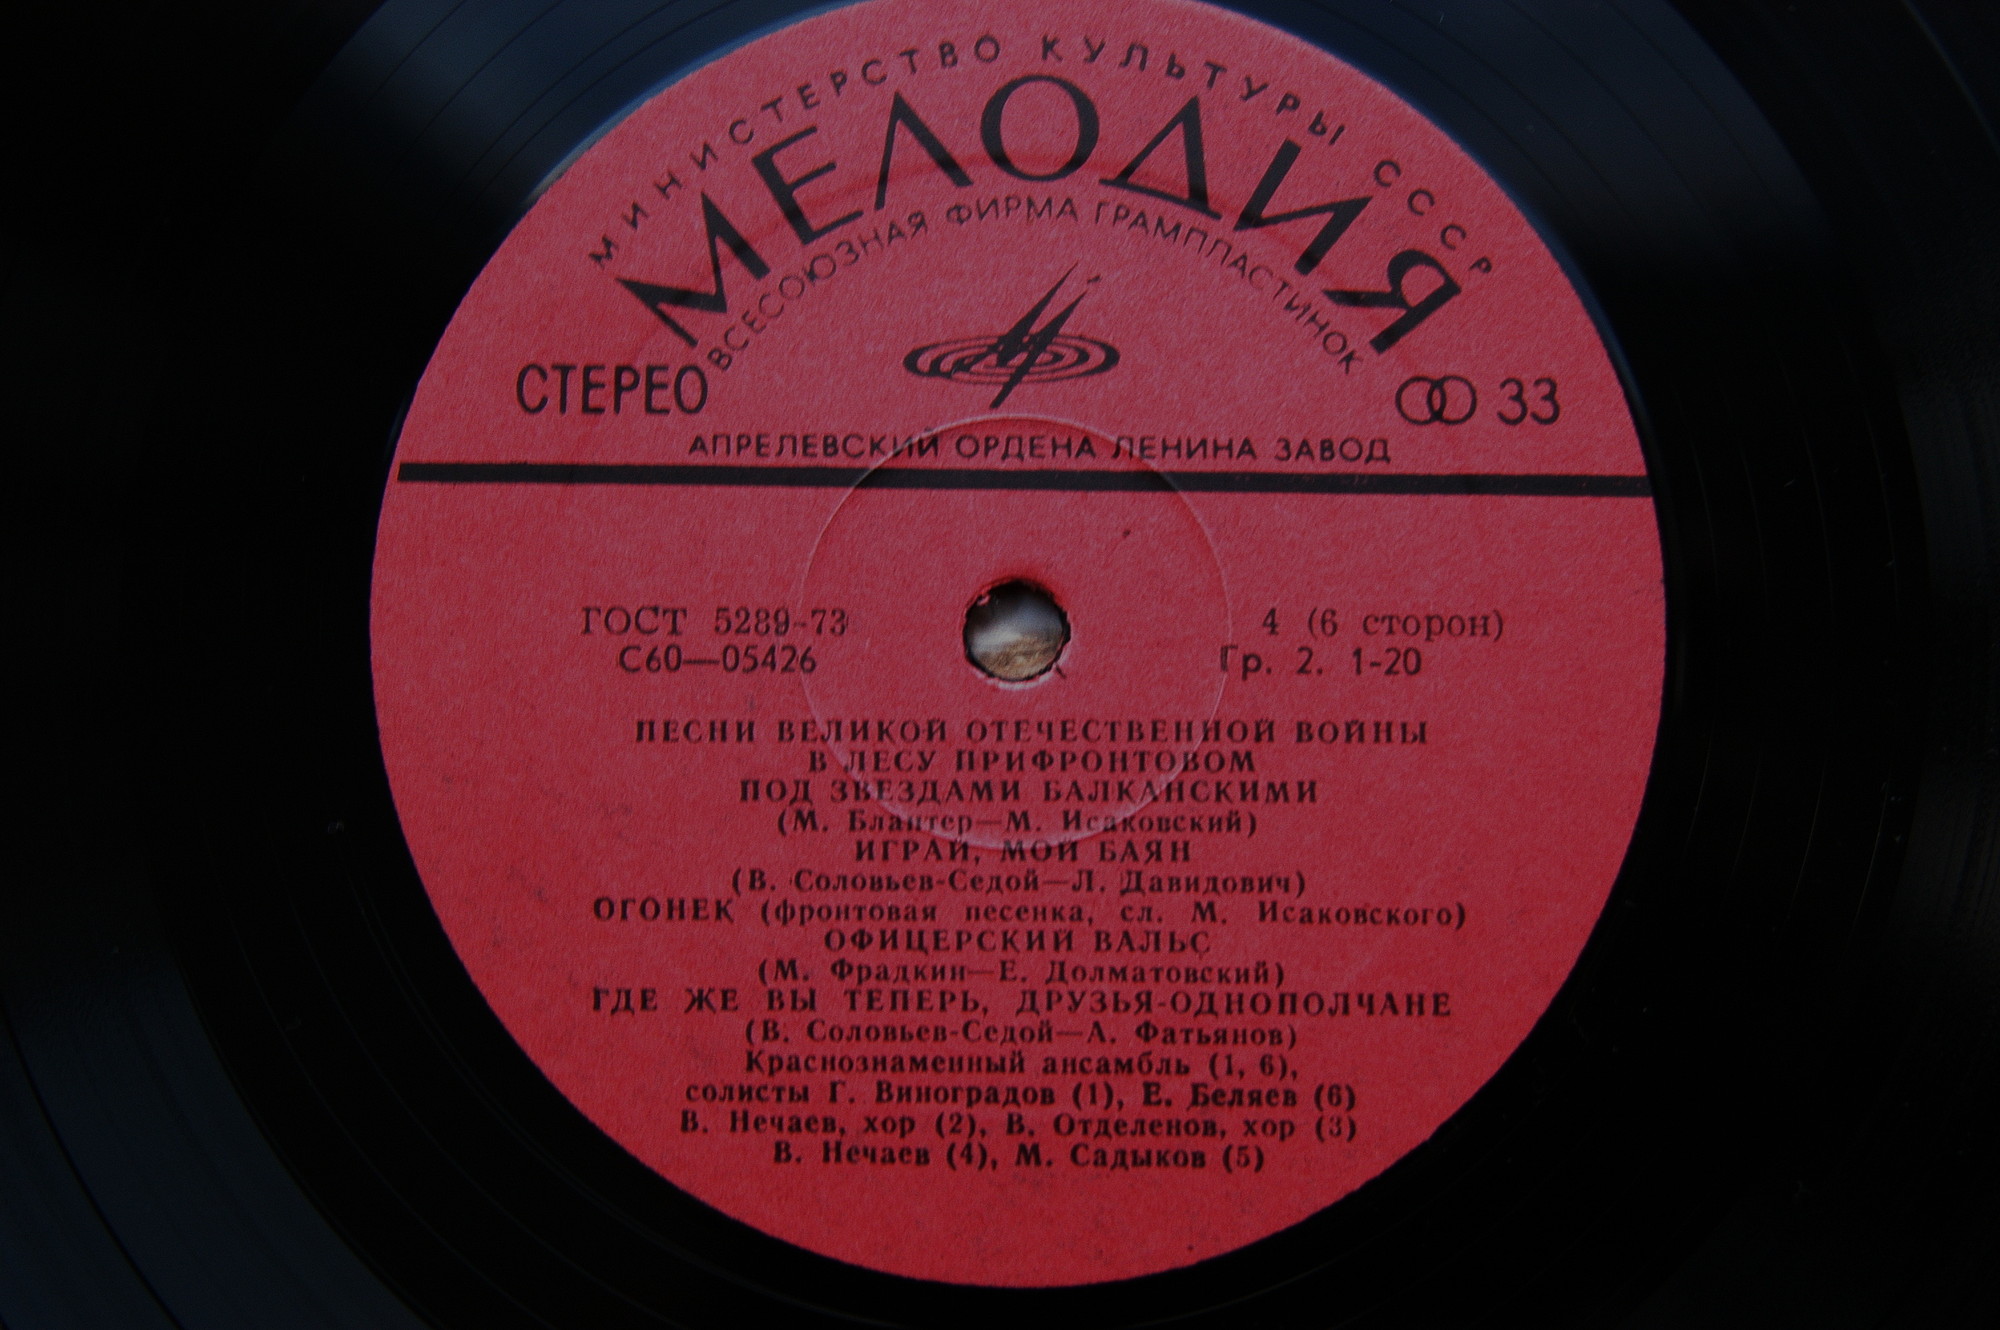 МИНИСТЕРСТВО КУЛЬТУРЫ СССР
МЕЛОДИЯ
ВСЕСОЮЗНАЯ ФИРМА ГРАМПЛАСТИНОК
СТЕРЕО 33
АПРЕЛЕВСКИЙ ОРДЕНА ЛЕНИНА ЗАВОД
ГОСТ 5289-73 4 (6 сторон)
С60—05426 Гр. 2. 1-20
ПЕСНИ ВЕЛИКОЙ ОТЕЧЕСТВЕННОЙ ВОЙНЫ
В ЛЕСУ ПРИФРОНТОВОМ
ПОД ЗВЕЗДАМИ БАЛКАНСКИМИ
(М. Блантер—М. Исаковский)
ИГРАЙ, МОЙ БАЯН
(В. Соловьев-Седой—Л. Давидович)
ОГОНЕК (фронтовая песенка, сл. М. Исаковского)
ОФИЦЕРСКИЙ ВАЛЬС
(М. Фрадкин—Е. Долматовский)
ГДЕ ЖЕ ВЫ ТЕПЕРЬ, ДРУЗЬЯ-ОДНОПОЛЧАНЕ
(В. Соловьев-Седой—А. Фатьянов)
Краснознаменный ансамбль (1, 6),
солисты Г. Виноградов (1), Е. Беляев (6)
В. Нечаев, хор (2), В. Отделенов, хор (3)
В. Нечаев (4), М. Садыков (5)